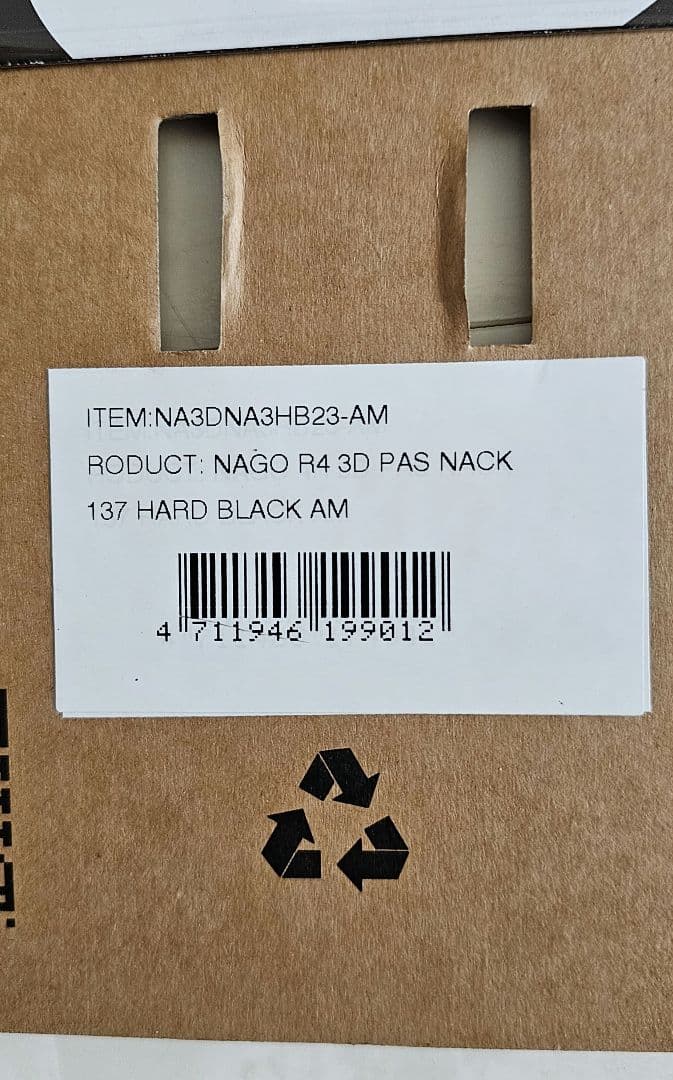 ITEM:NA3DNA3HB23-AM
RODUCT: NAGO R4 3D PAS NACK
137 HARD BLACK AM
4 711946 199012